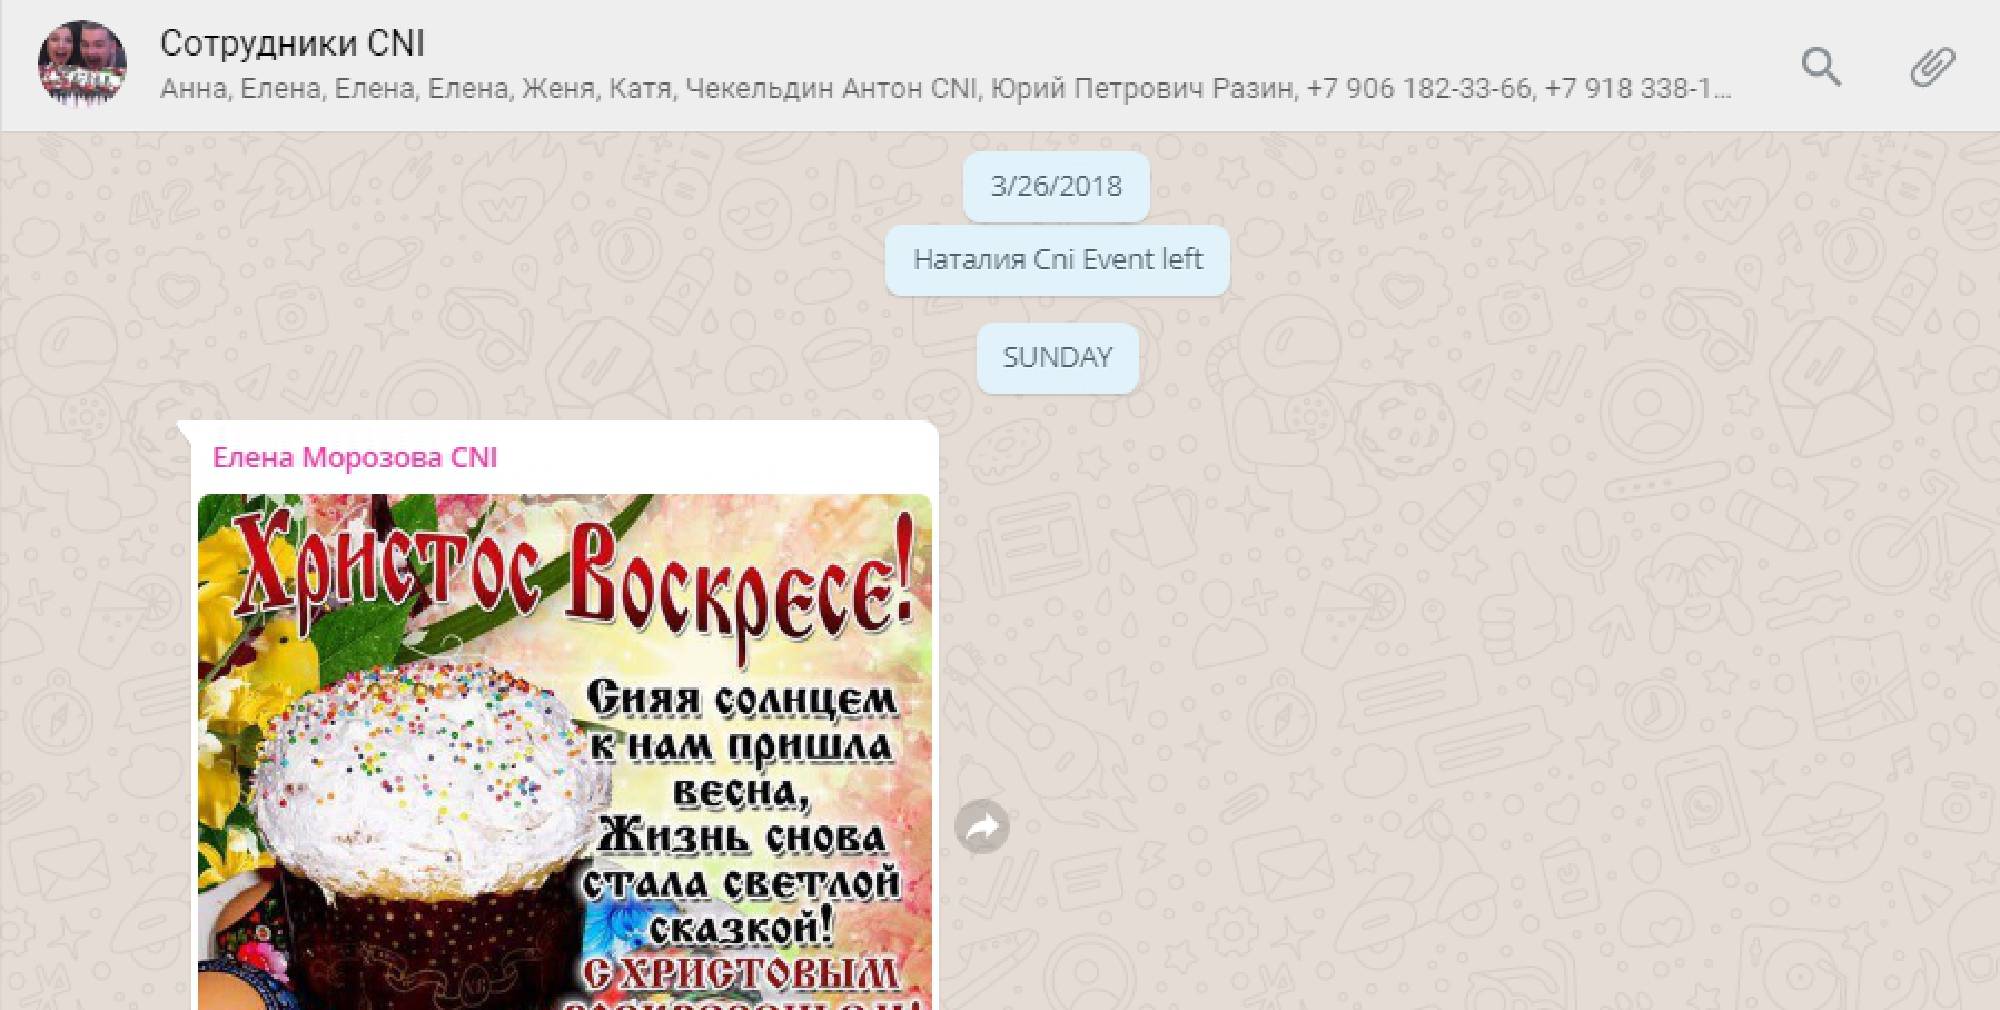 Сотрудники CNI
Анна, Елена, Елена, Елена, Женя, Катя, Чекельдин Антон CNI, Юрий Петрович Разин, +7 906 182-33-66, +7 918 338-1...
3/26/2018
Наталия Cni Event left
SUNDAY
Елена Морозова CNI
Христос Воскресе!
Сияя солнцем
к нам пришла
весна,
Жизнь снова
стала светлой
сказкой!
С ХРИСТОВЫМ